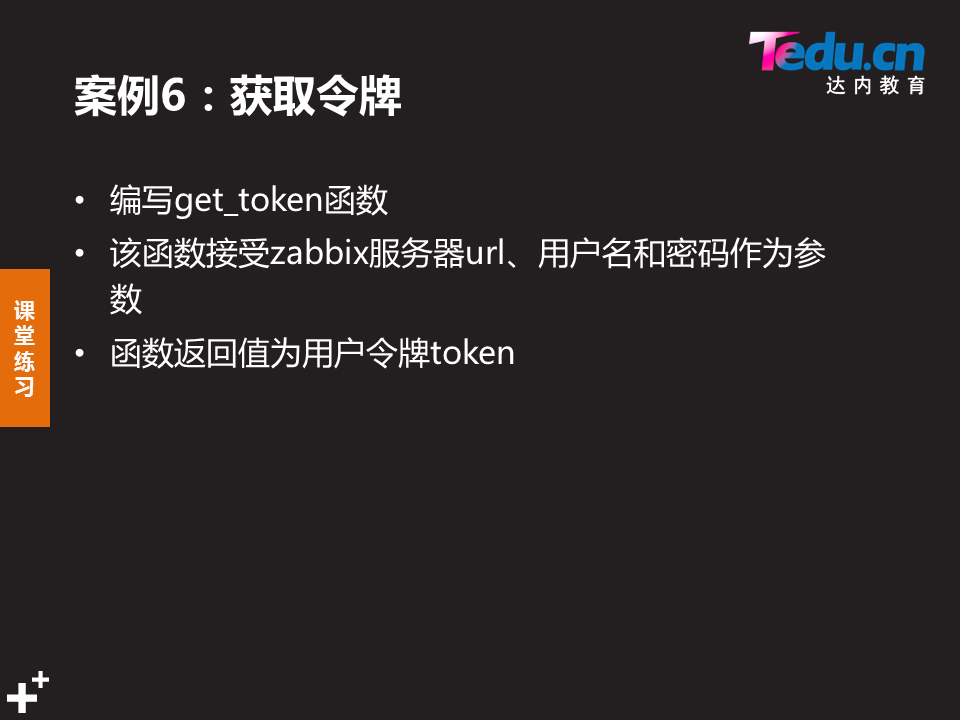 Tedu.cn
达内教育
案例6：获取令牌
• 编写get_token函数
• 该函数接受zabbix服务器url、用户名和密码作为参
数
• 函数返回值为用户令牌token
课
堂
练
习